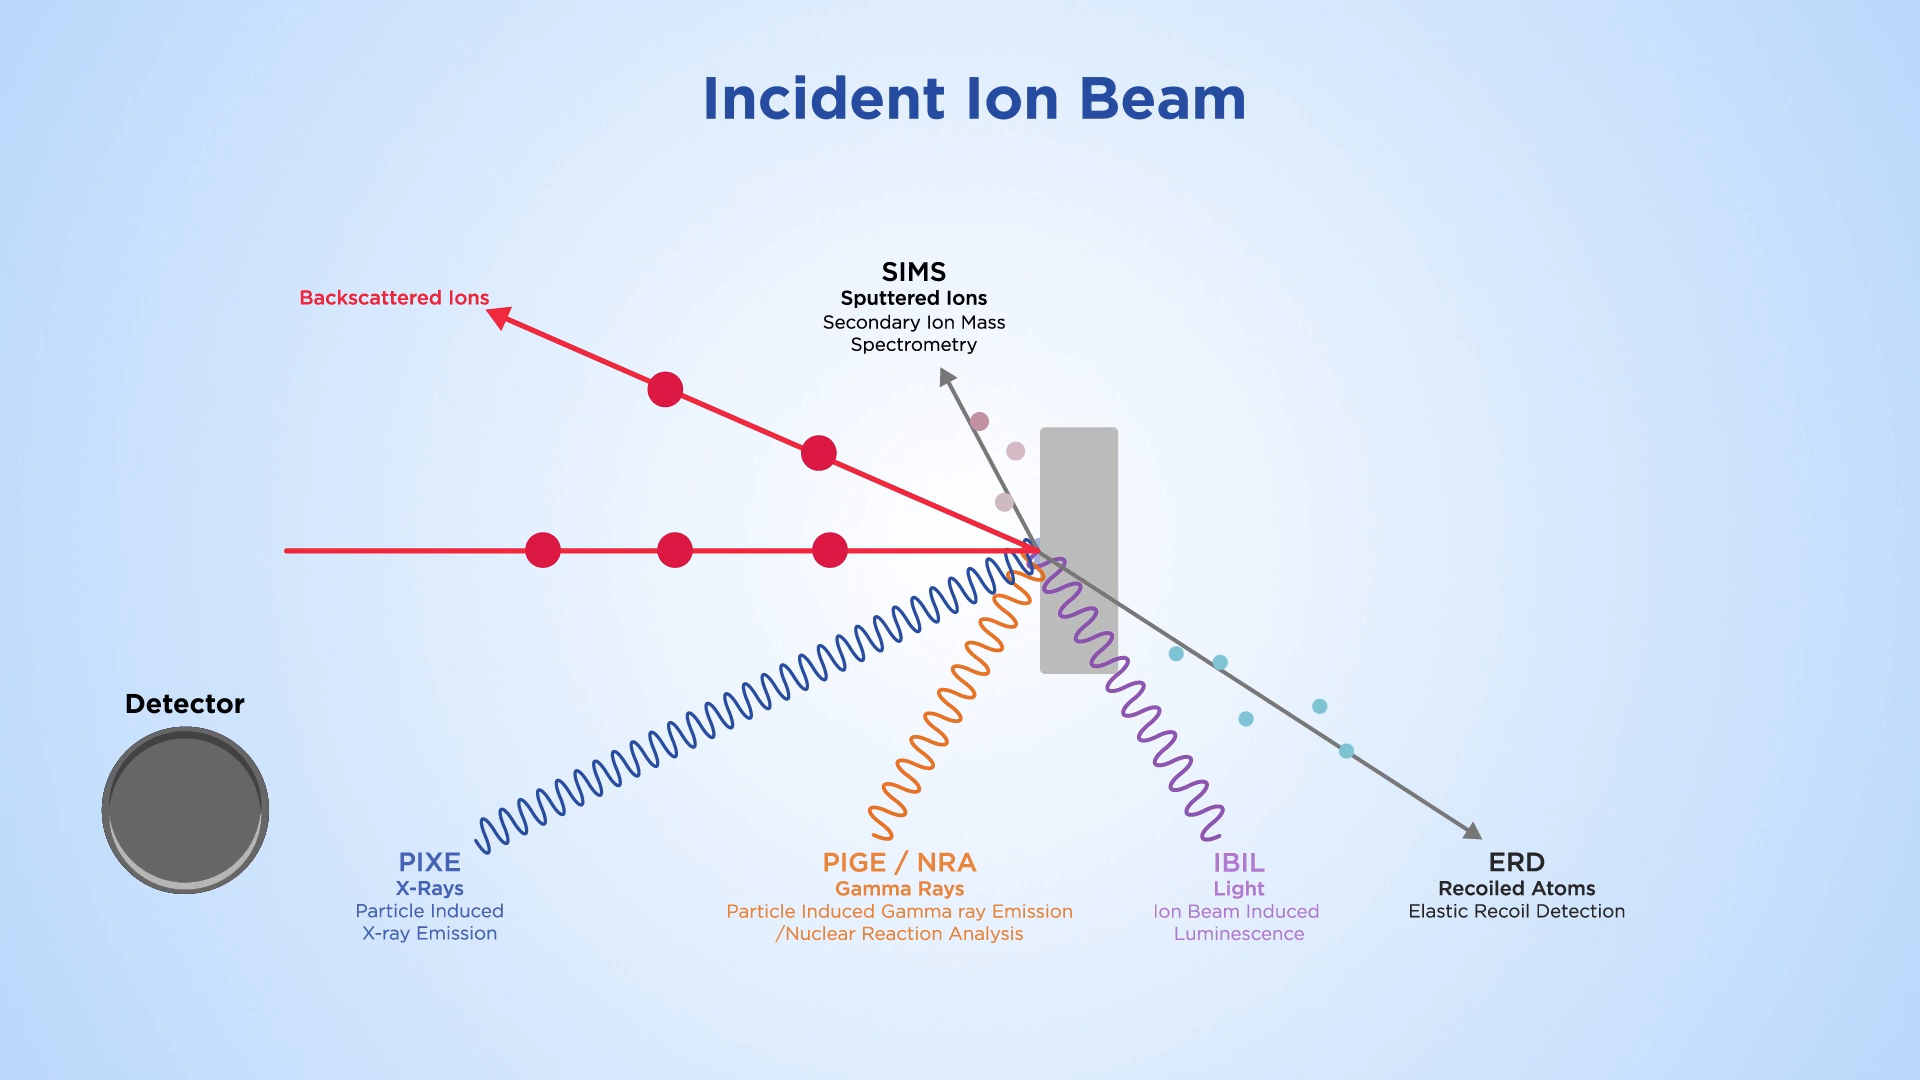 Incident Ion Beam
SIMS
Sputtered Ions
Secondary Ion Mass
Spectrometry
Backscattered Ions
Detector
PIXE
X-Rays
Particle Induced
X-ray Emission
PIGE / NRA
Gamma Rays
Particle Induced Gamma ray Emission
/Nuclear Reaction Analysis
IBIL
Light
Ion Beam Induced
Luminescence
ERD
Recoiled Atoms
Elastic Recoil Detection